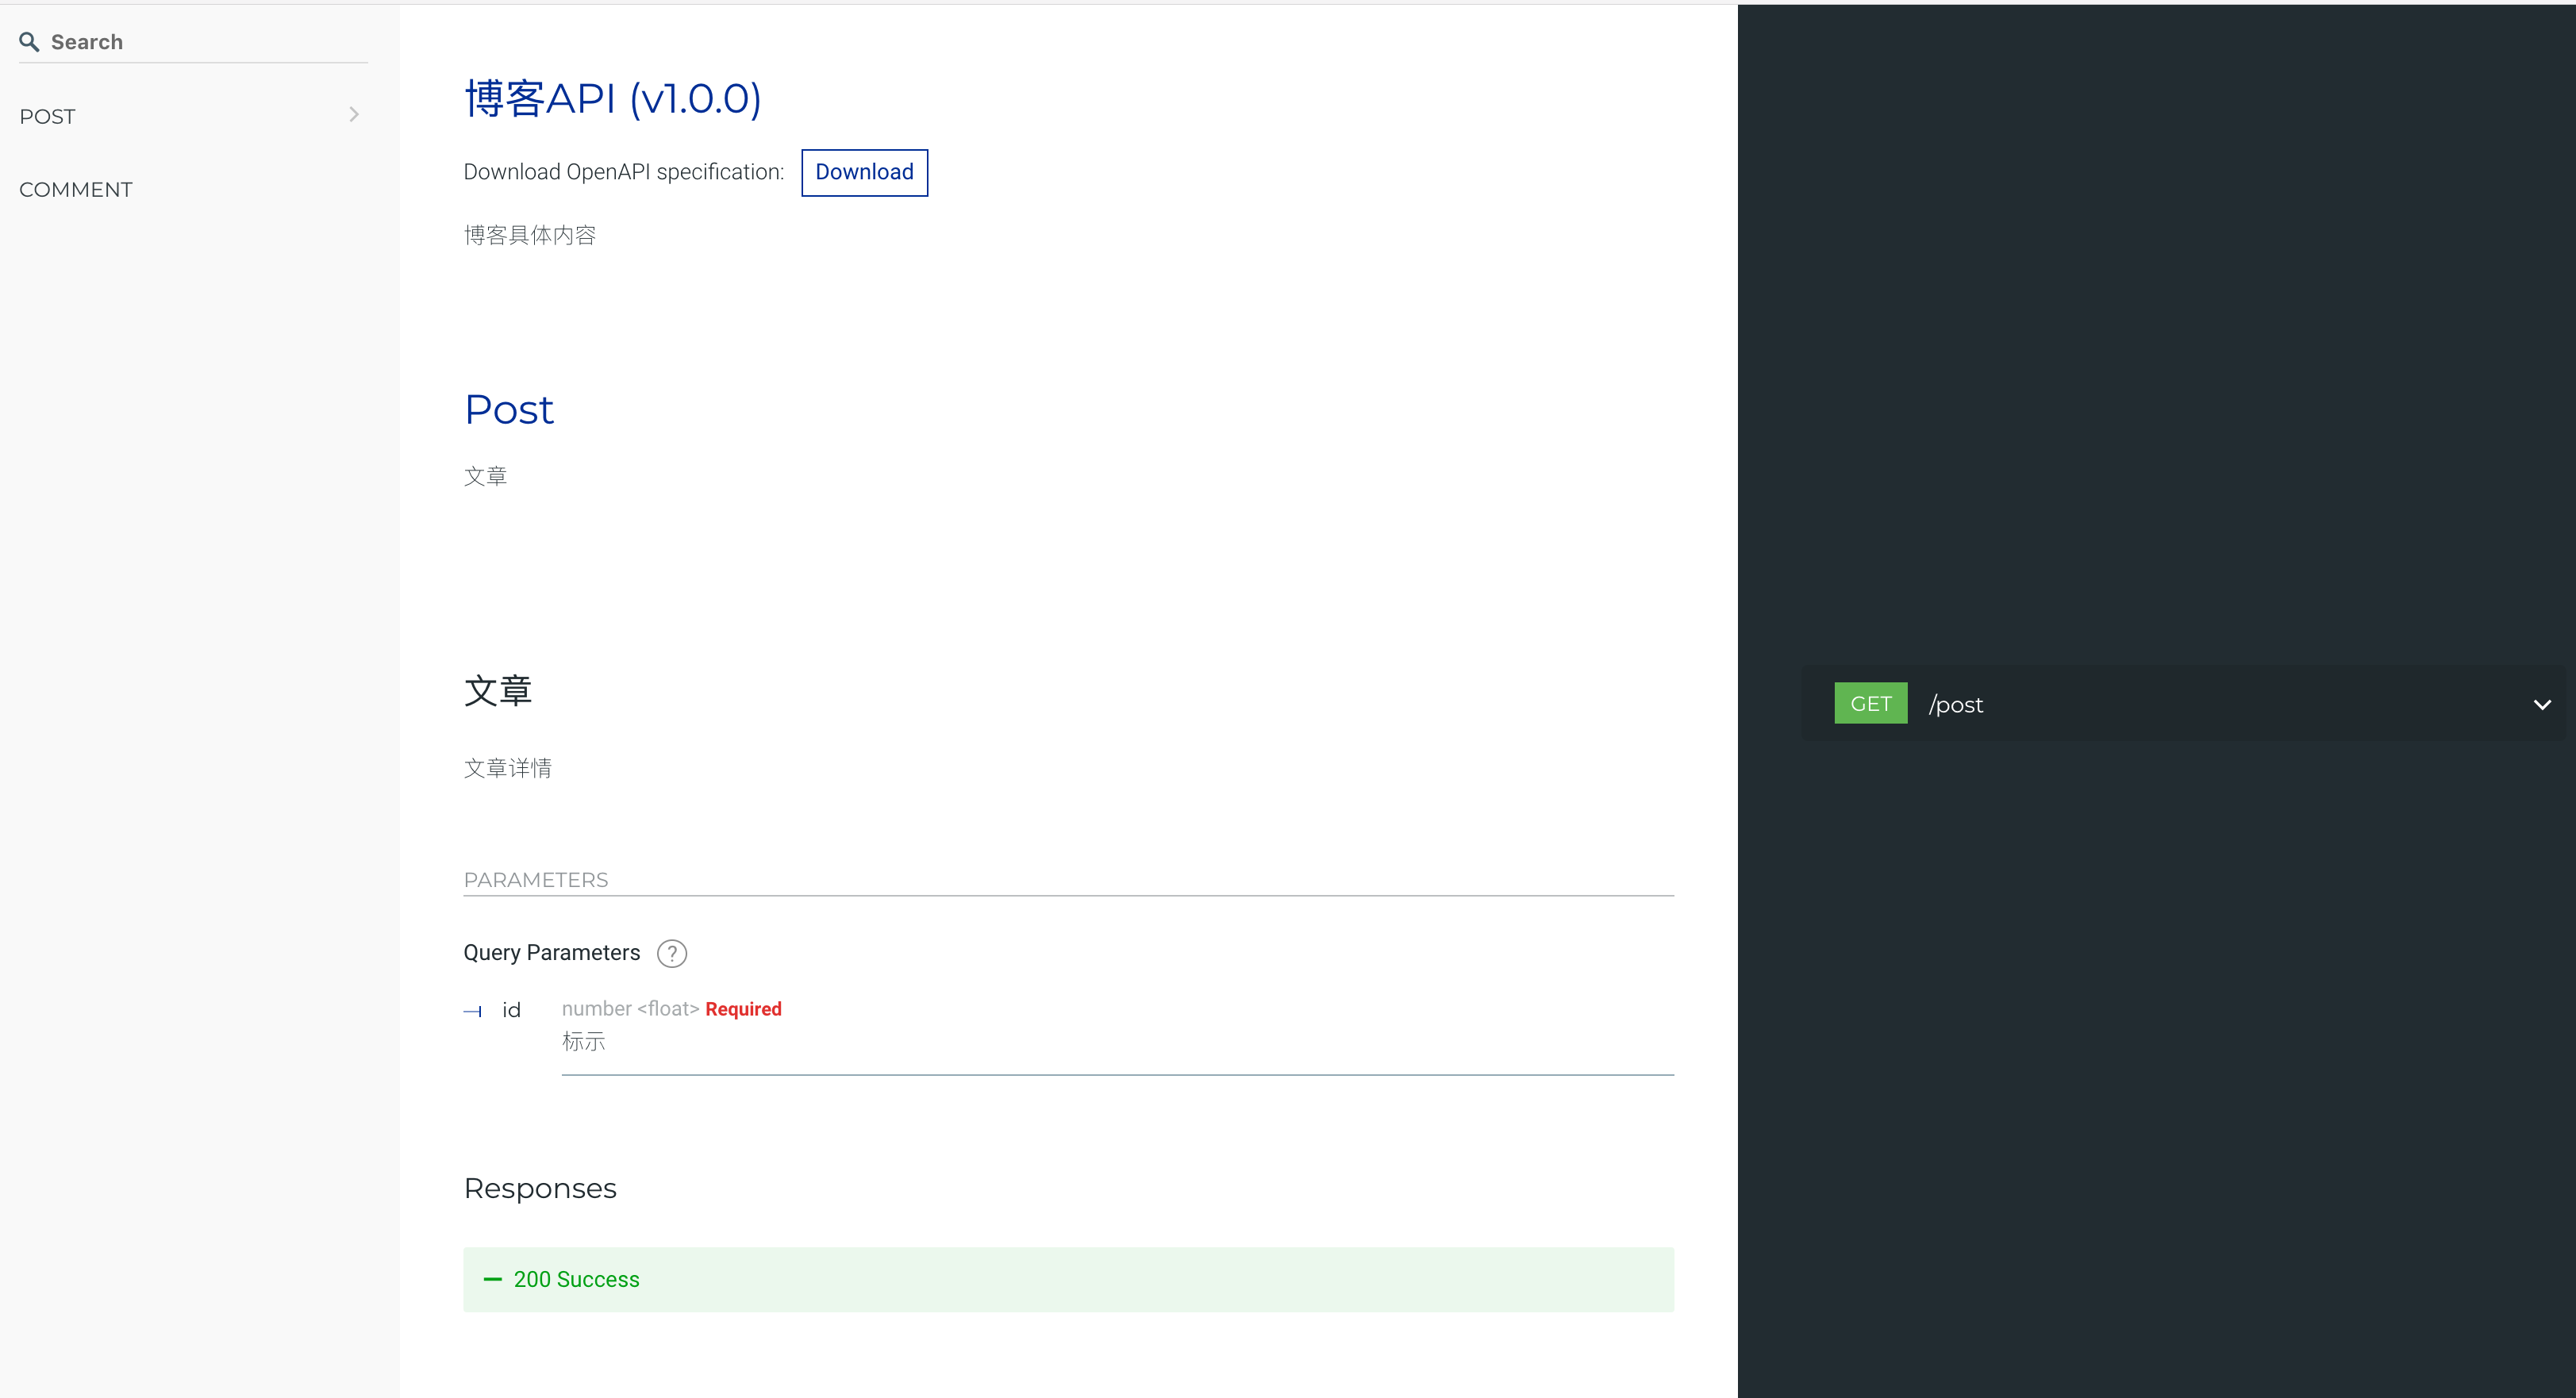 Search
POST
COMMENT
博客API (v1.0.0)
Download OpenAPI specification: Download
博客具体内容
Post
文章
文章
GET /post
文章详情
PARAMETERS
Query Parameters ?
id number <float> Required
标示
Responses
200 Success